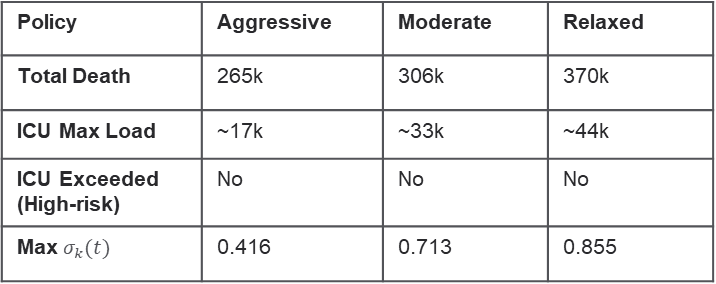 Policy Aggressive Moderate Relaxed
Total Death 265k 306k 370k
ICU Max Load ~17k ~33k ~44k
ICU Exceeded No No No
(High-risk)
Max σₖ(t) 0.416 0.713 0.855